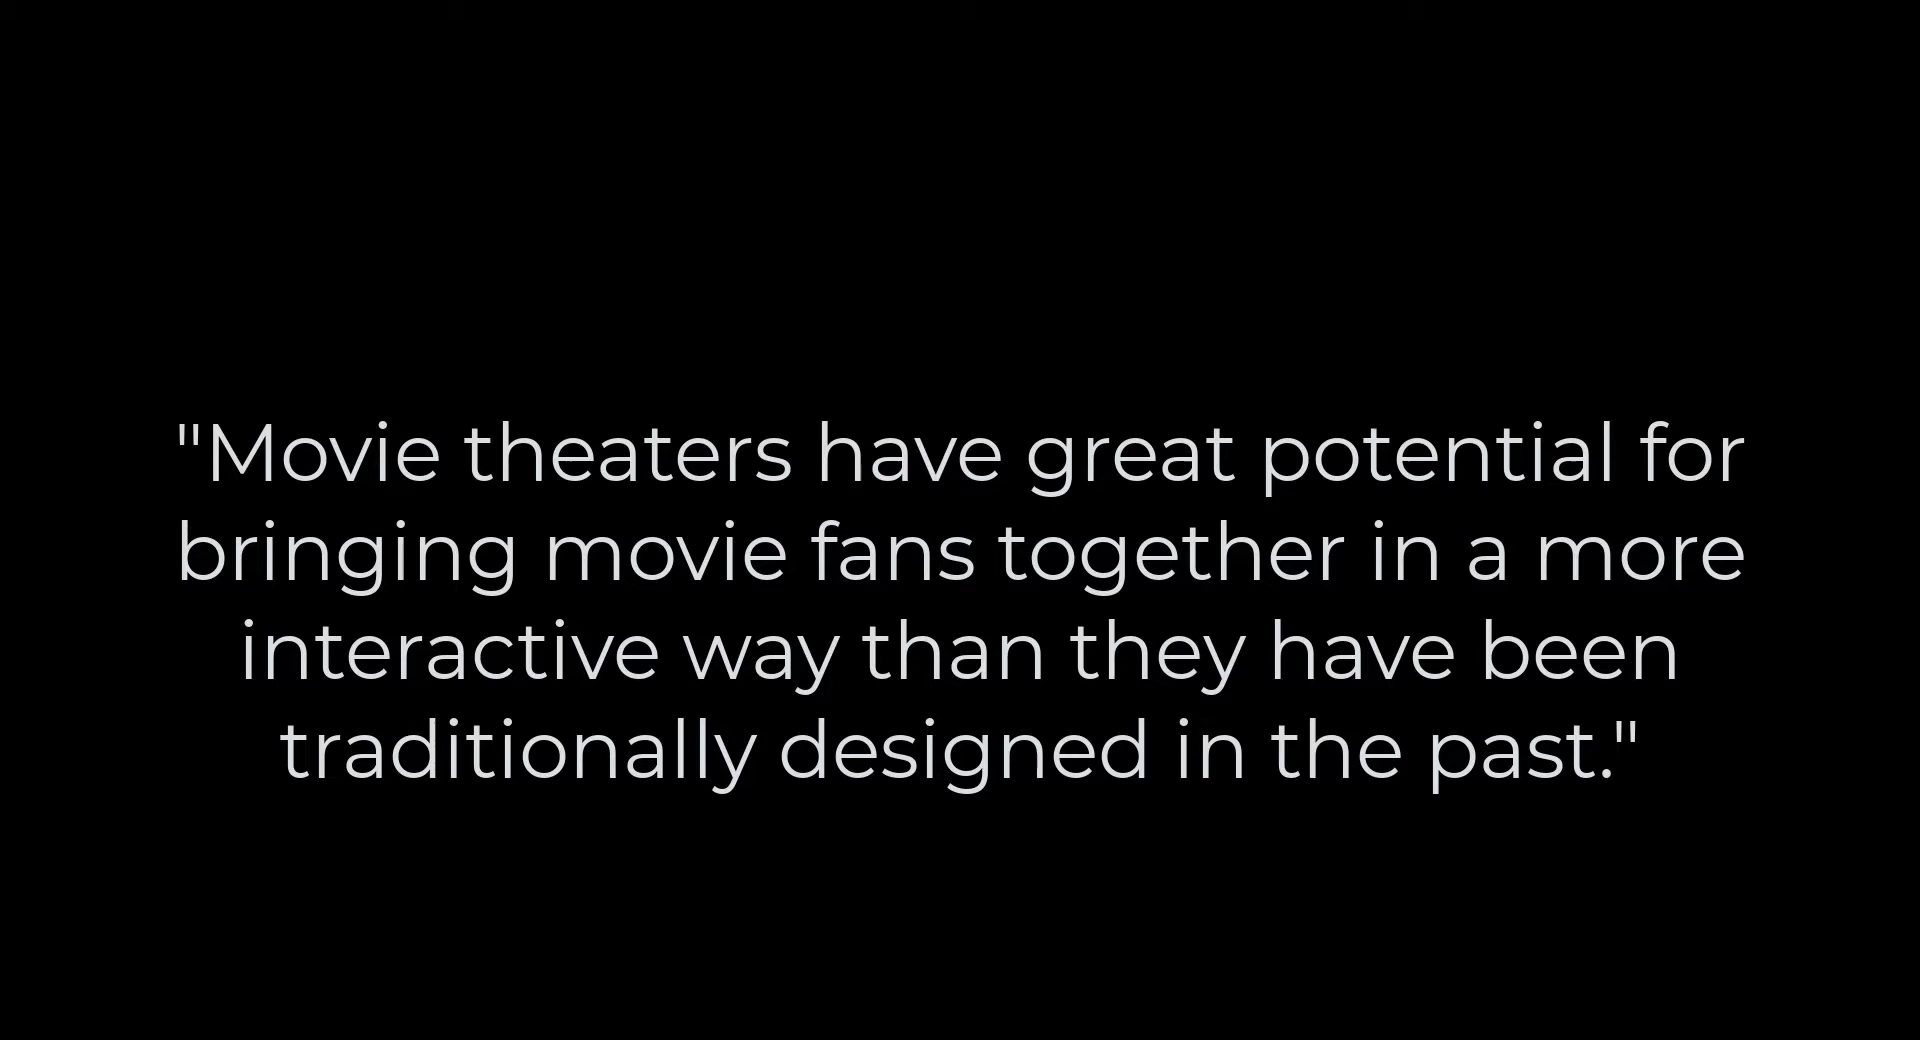 "Movie theaters have great potential for
bringing movie fans together in a more
interactive way than they have been
traditionally designed in the past."